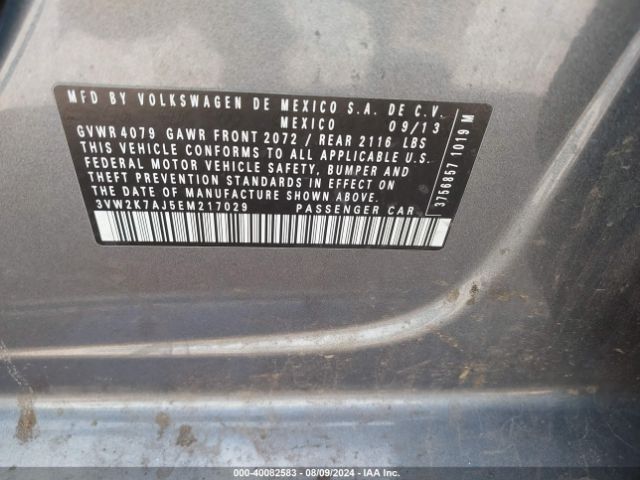 MFD BY VOLKSWAGEN DE MEXICO S.A. DE C.V.
MEXICO 09/13
GVWR 4079 GAWR FRONT 2072 / REAR 2116 LBS
THIS VEHICLE CONFORMS TO ALL APPLICABLE U.S.
FEDERAL MOTOR VEHICLE SAFETY, BUMPER AND
THEFT PREVENTION STANDARDS IN EFFECT ON
THE DATE OF MANUFACTURE SHOWN ABOVE.
3VW2K7AJ5EM217029 PASSENGER CAR
3756857 1019 M
000-40082583 / 08/09/2024 - IAA Inc.